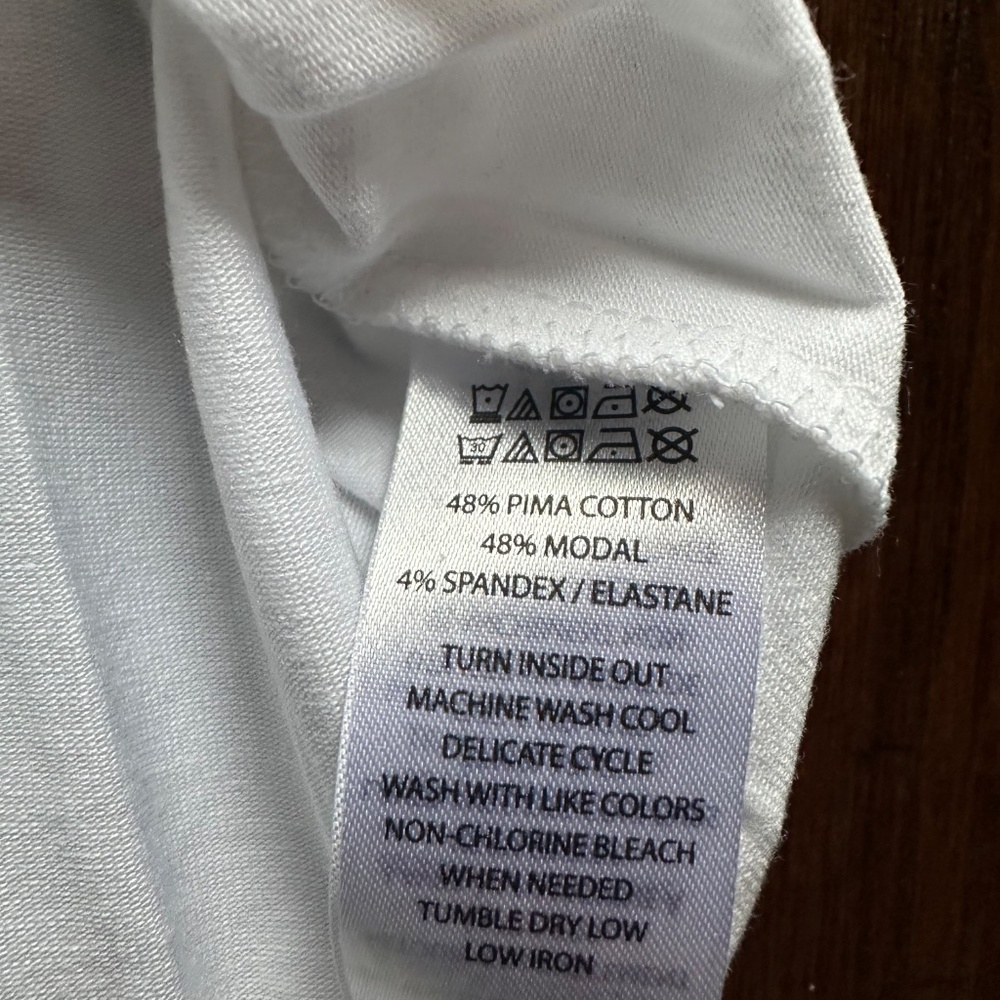 30
48% PIMA COTTON
48% MODAL
4% SPANDEX / ELASTANE
TURN INSIDE OUT
MACHINE WASH COOL
DELICATE CYCLE
WASH WITH LIKE COLORS
NON-CHLORINE BLEACH
WHEN NEEDED
TUMBLE DRY LOW
LOW IRON